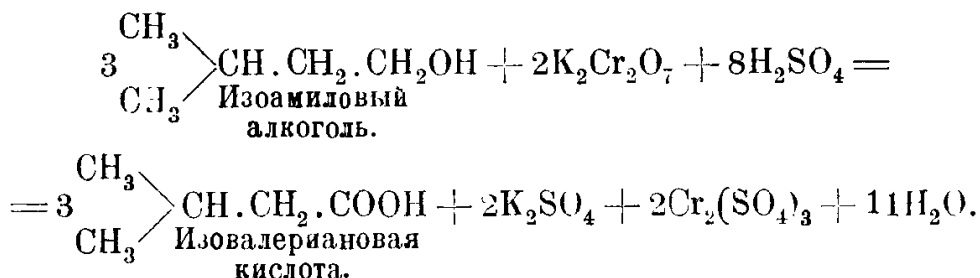 CH₃
3 CH.CH₂.CH₂OH + 2K₂Cr₂O₇ + 8H₂SO₄ =
CH₃ Изоамиловый
алкоголь.
CH₃
= 3 CH.CH₂.COOH + 2K₂SO₄ + 2Cr₂(SO₄)₃ + 11H₂O.
CH₃ Изовалериановая
кислота.